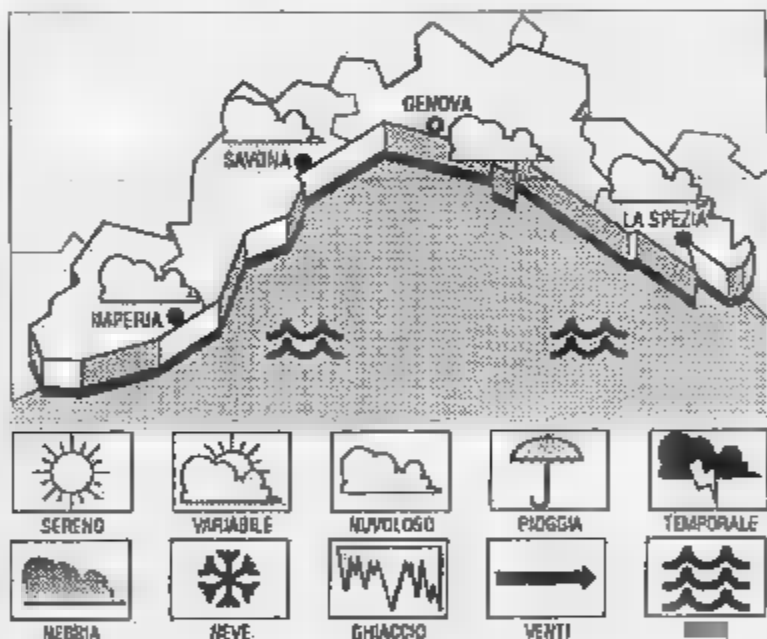 GENOVA
SAVONA
LA SPEZIA
IMPERIA
SERENO VARIABILE NUVOLOSO PIOGGIA TEMPORALE
NEBBIA NEVE GHIACCIO VENTI